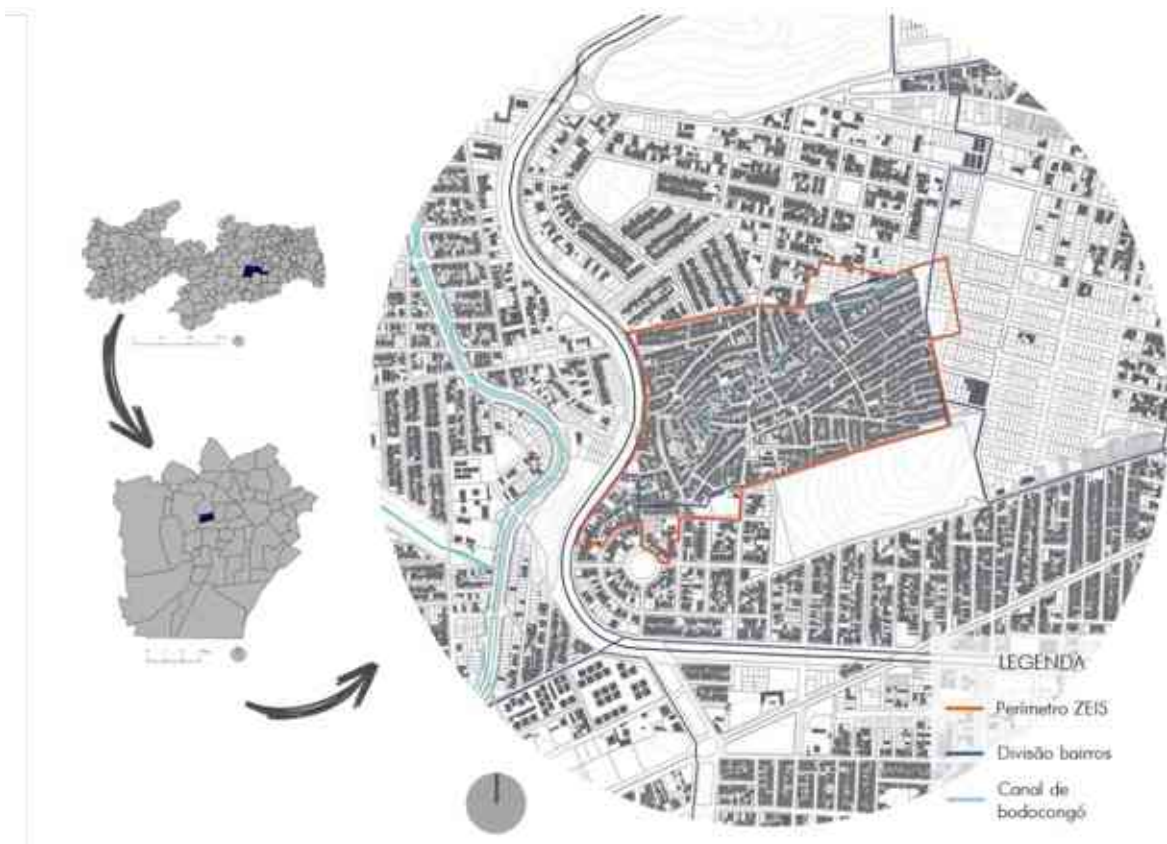 LEGENDA
Perímetro ZEIS
Divisão bairros
Canal de
bodocongó